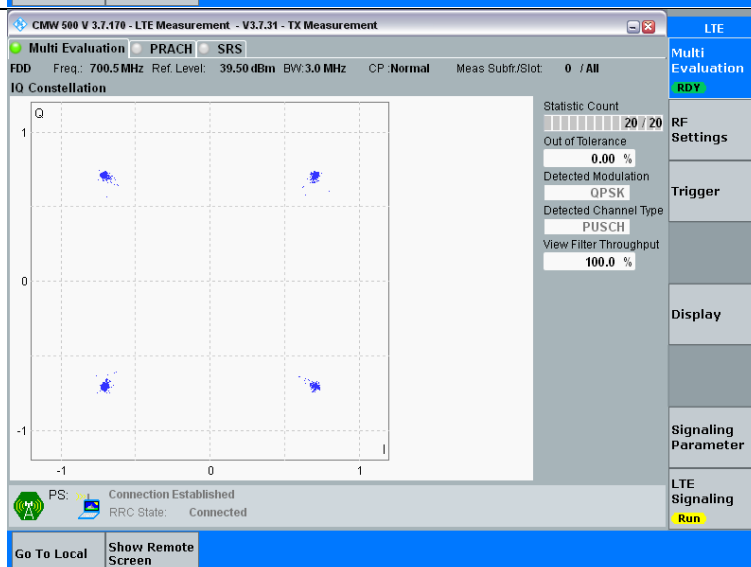 CMW 500 V 3.7.170 - LTE Measurement - V3.7.31 - TX Measurement
LTE
Multi Evaluation PRACH SRS
Multi Evaluation
RDY
FDD Freq.: 700.5 MHz Ref. Level: 39.50 dBm BW: 3.0 MHz CP : Normal Meas Subfr./Slot: 0 / All
IQ Constellation
Q
1
0
-1
I
-1 0 1
Statistic Count
20 / 20
Out of Tolerance
0.00 %
Detected Modulation
QPSK
Detected Channel Type
PUSCH
View Filter Throughput
100.0 %
RF Settings
Trigger
Display
Signaling Parameter
LTE Signaling
Run
PS: Connection Established
RRC State: Connected
Go To Local
Show Remote Screen